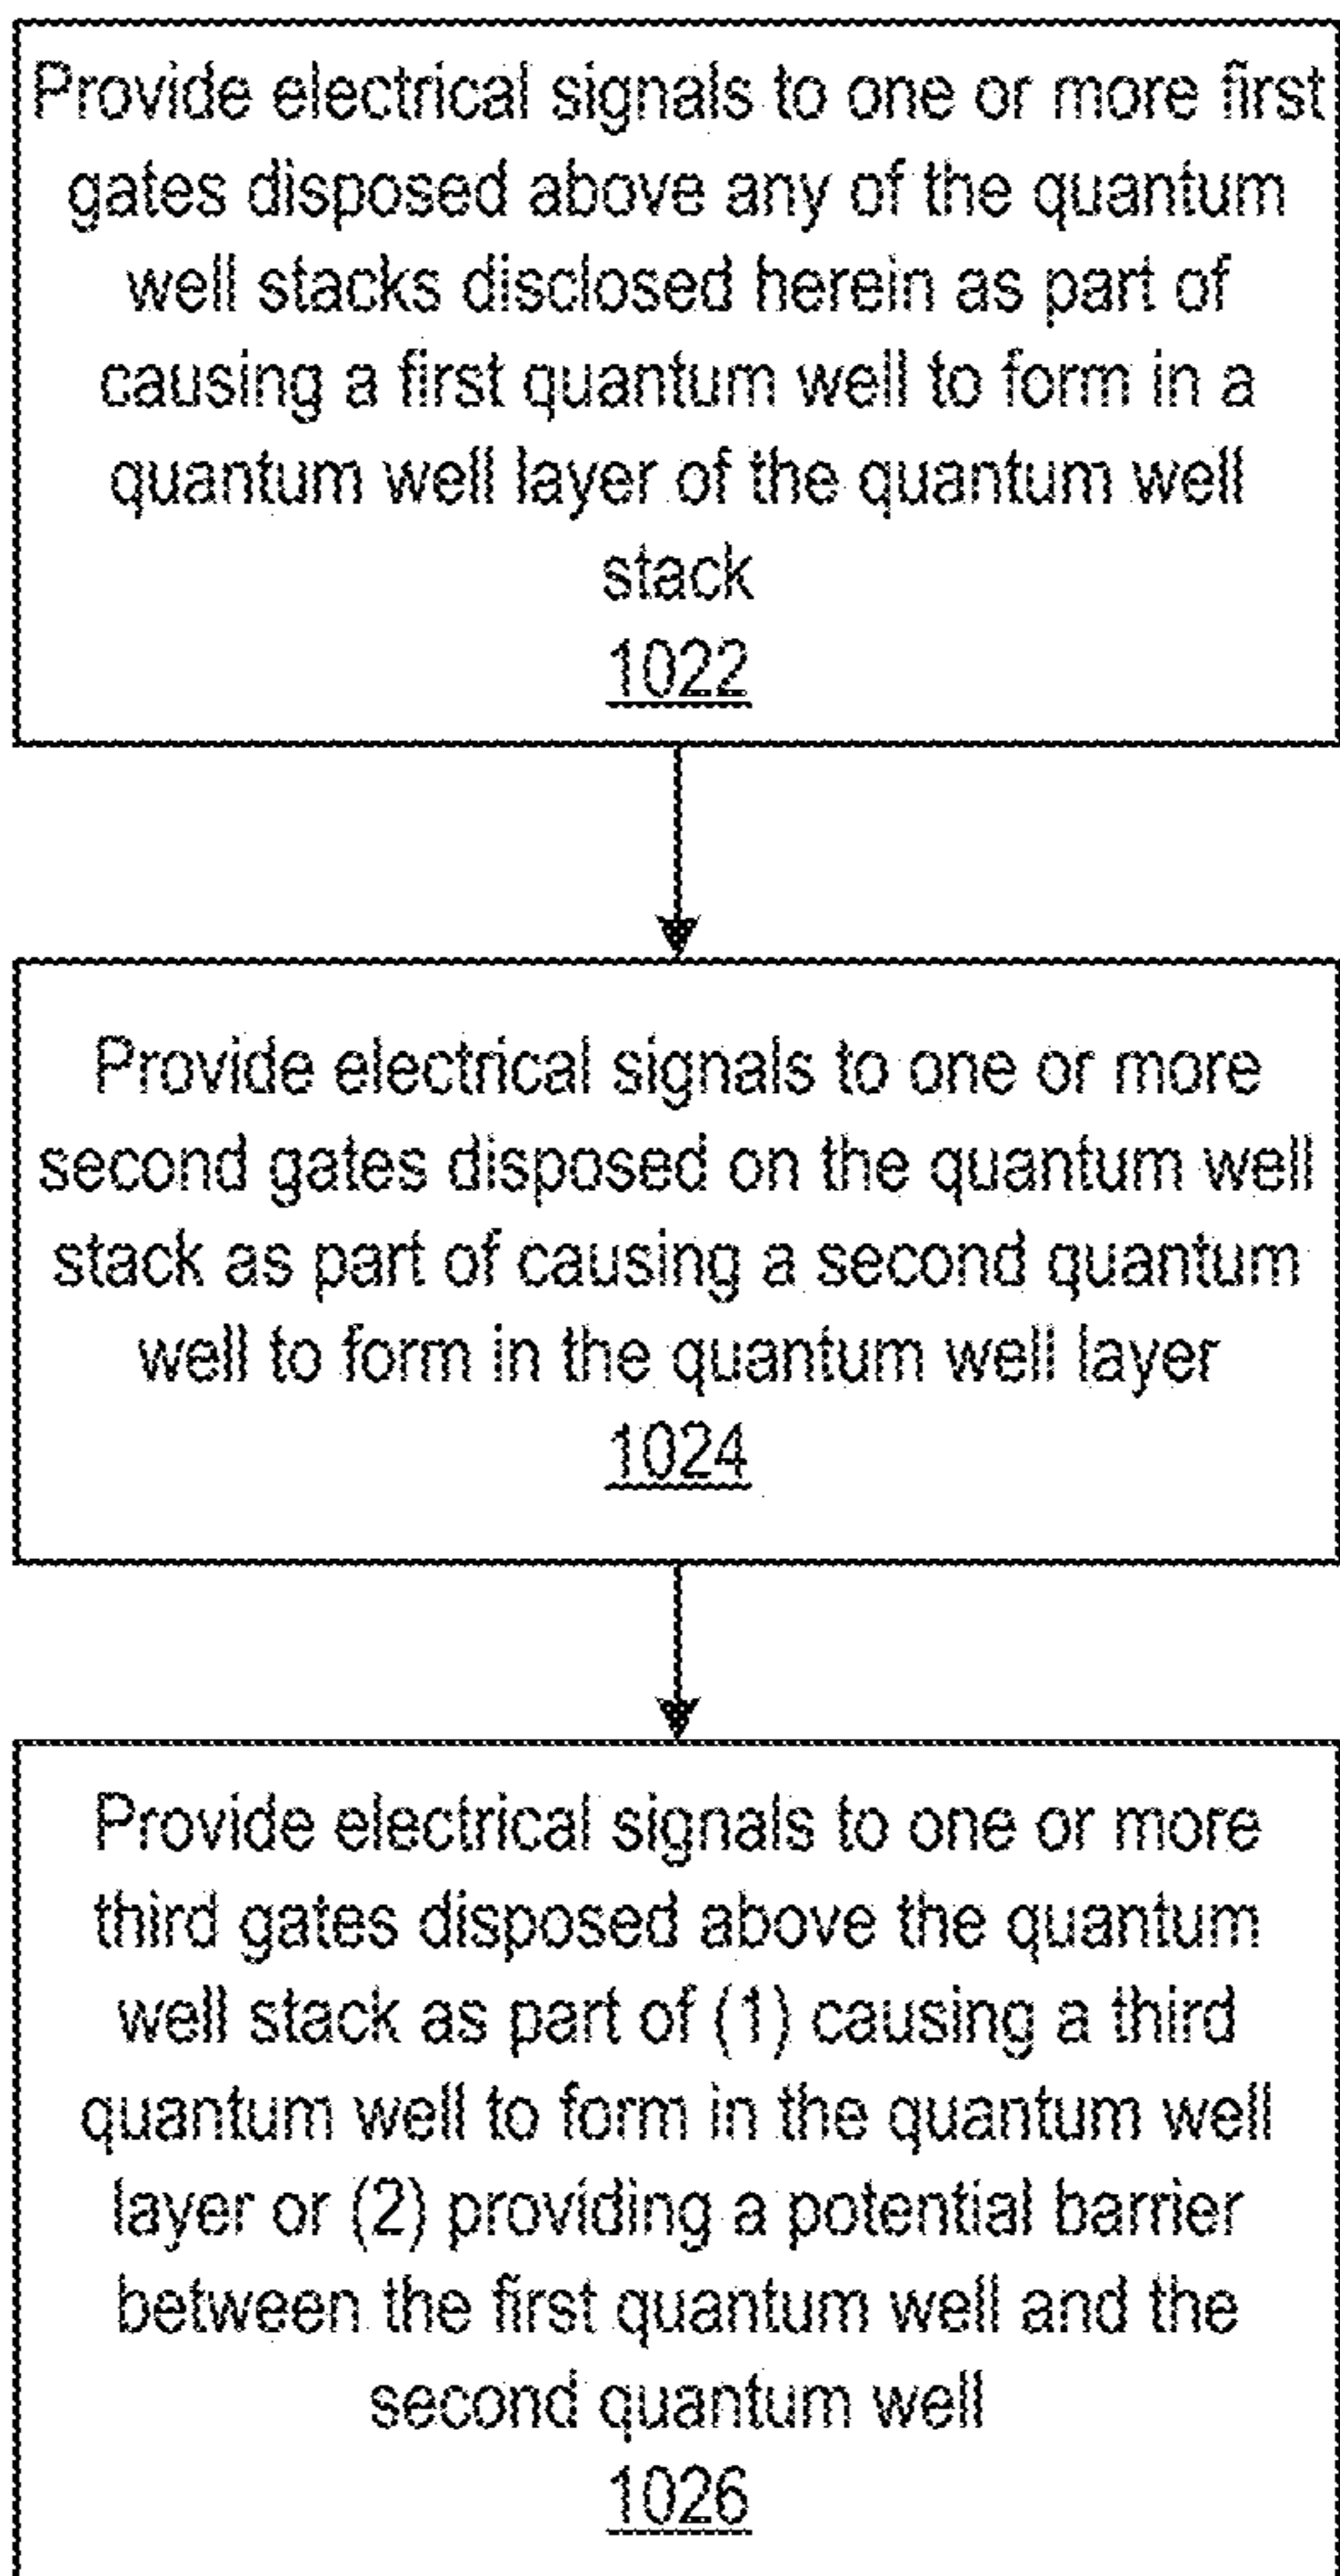 Provide electrical signals to one or more first
gates disposed above any of the quantum
well stacks disclosed herein as part of
causing a first quantum well to form in a
quantum well layer of the quantum well
stack
1022
Provide electrical signals to one or more
second gates disposed on the quantum well
stack as part of causing a second quantum
well to form in the quantum well layer
1024
Provide electrical signals to one or more
third gates disposed above the quantum
well stack as part of (1) causing a third
quantum well to form in the quantum well
layer or (2) providing a potential barrier
between the first quantum well and the
second quantum well
1026